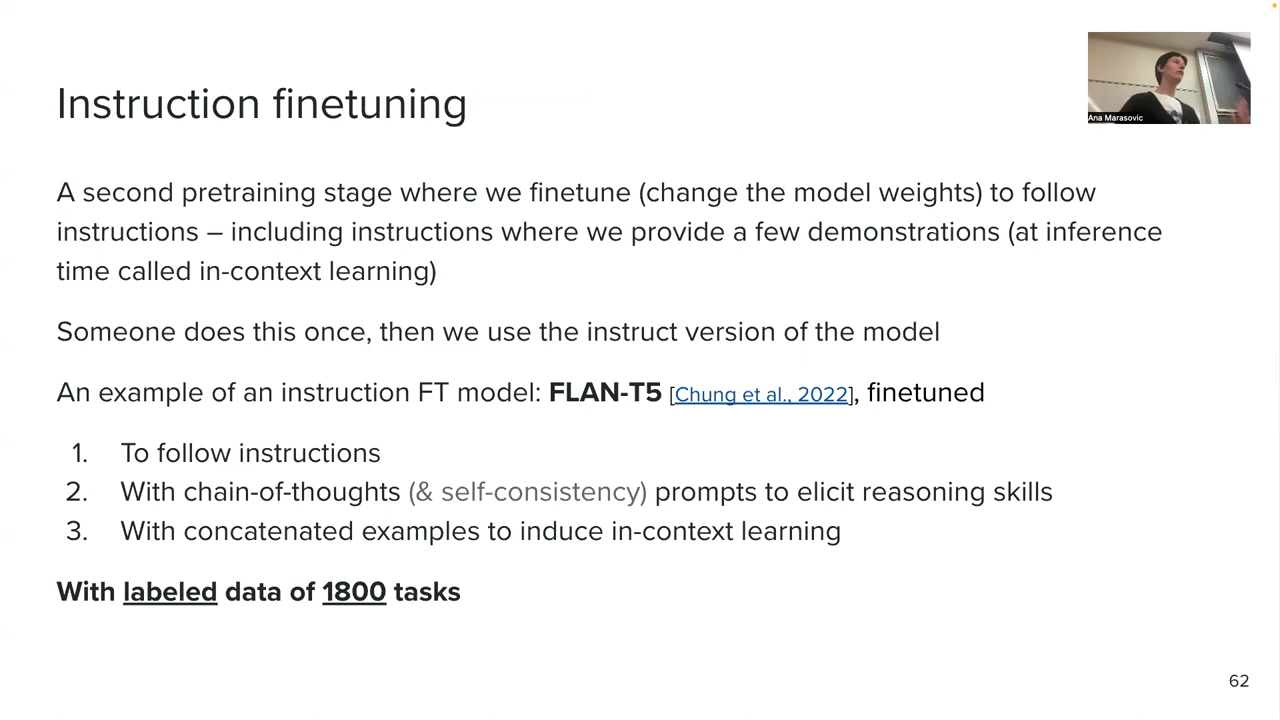 Instruction finetuning
Ana Marasovic
A second pretraining stage where we finetune (change the model weights) to follow
instructions – including instructions where we provide a few demonstrations (at inference
time called in-context learning)
Someone does this once, then we use the instruct version of the model
An example of an instruction FT model: FLAN-T5 [Chung et al., 2022], finetuned
1. To follow instructions
2. With chain-of-thoughts (& self-consistency) prompts to elicit reasoning skills
3. With concatenated examples to induce in-context learning
With labeled data of 1800 tasks
62